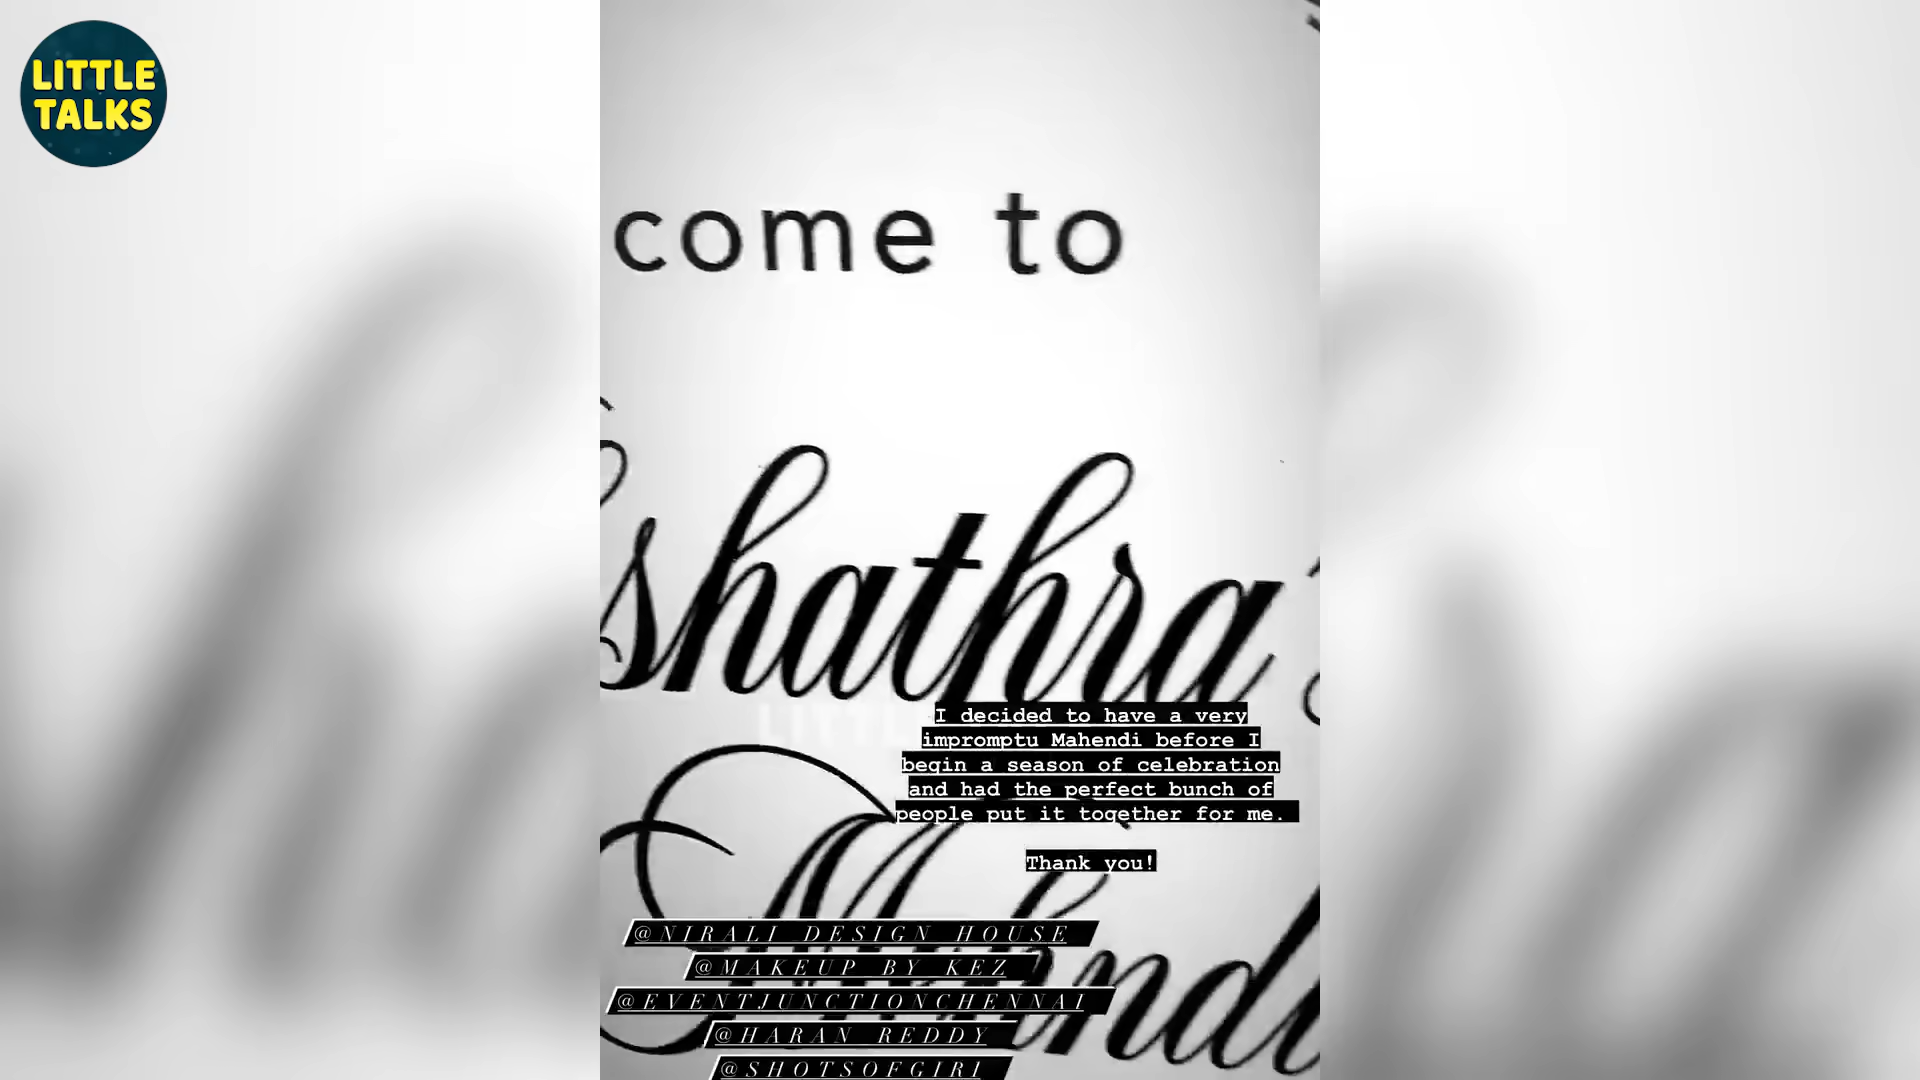 LITTLE
TALKS
come to
shathra's
I decided to have a very
impromptu Mahendi before I
begin a season of celebration
and had the perfect bunch of
people put it together for me.
Thank you!
@NIRALI DESIGN HOUSE
@MAKEUP BY KEZ
@EVENTJUNCTIONCHENNAI
@HARAN REDDY
@SHOTSOFGIRI